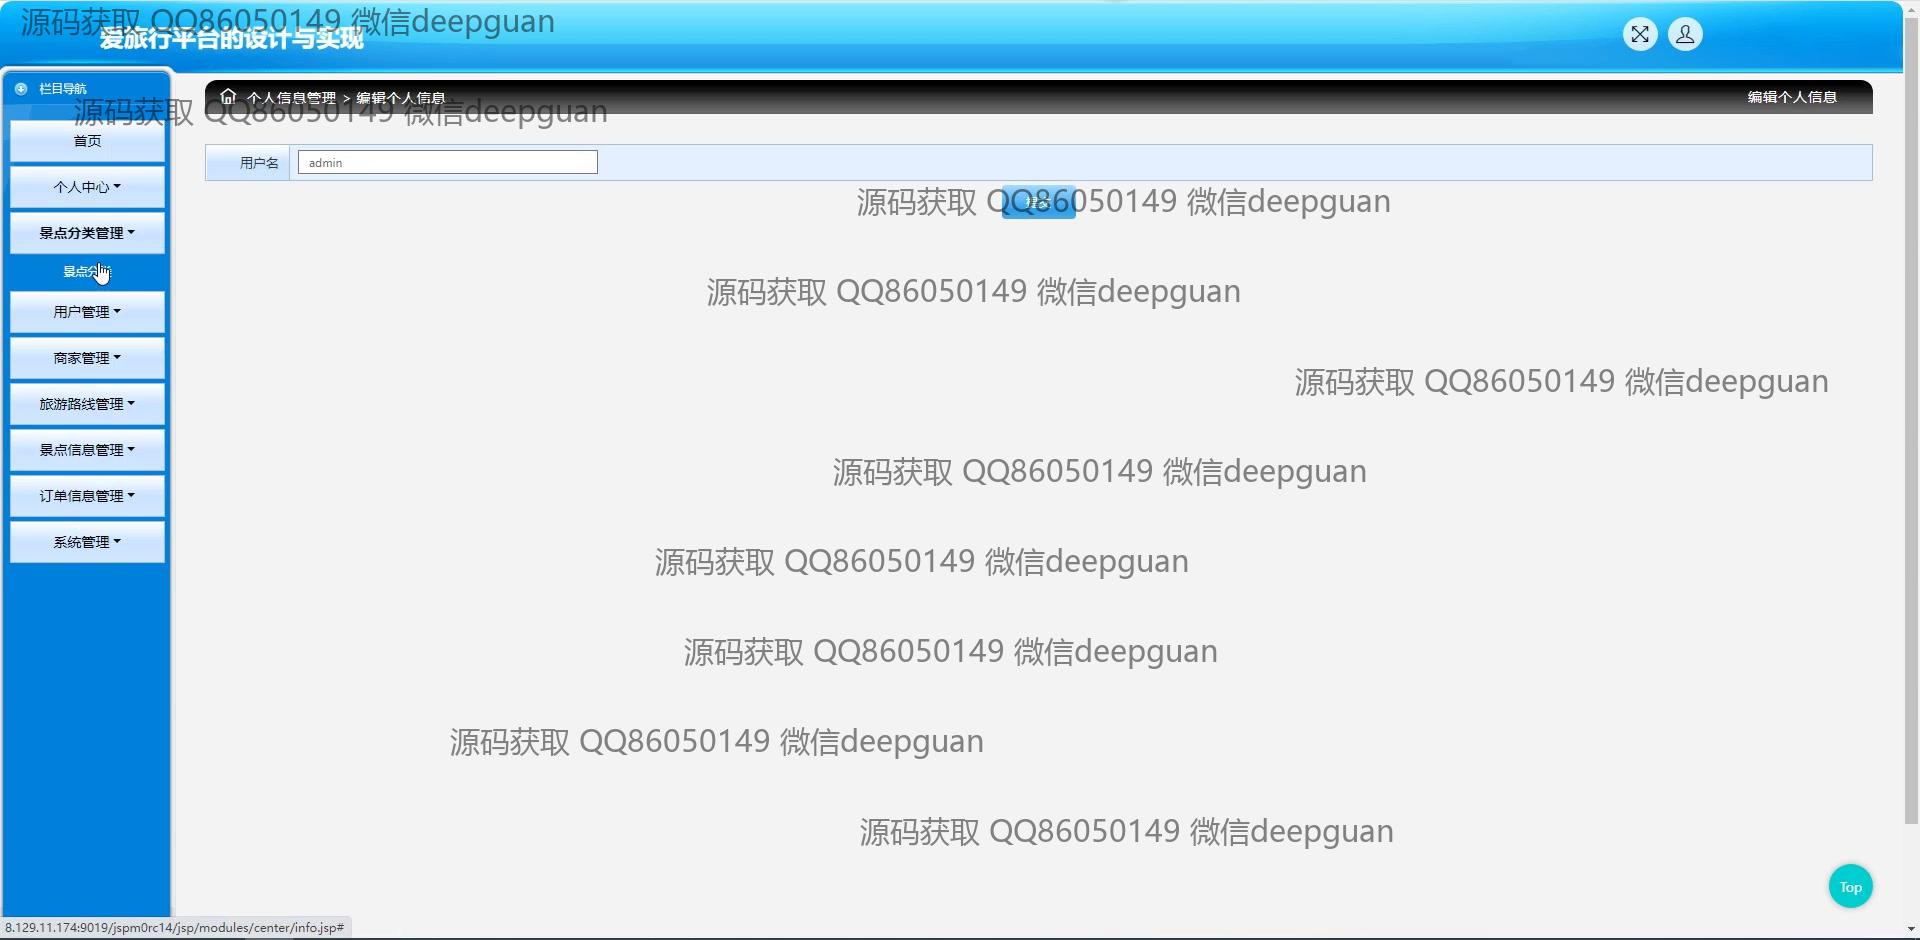 源码获取 QQ86050149 微信deepguan
爱旅行平台的设计与实现
栏目导航
个人信息管理 > 编辑个人信息
编辑个人信息
源码获取 QQ86050149 微信deepguan
首页
用户名
admin
个人中心
源码获取 QQ86050149 微信deepguan
提交
景点分类管理
景点分类
源码获取 QQ86050149 微信deepguan
用户管理
商家管理
源码获取 QQ86050149 微信deepguan
旅游路线管理
景点信息管理
源码获取 QQ86050149 微信deepguan
订单信息管理
系统管理
源码获取 QQ86050149 微信deepguan
源码获取 QQ86050149 微信deepguan
源码获取 QQ86050149 微信deepguan
源码获取 QQ86050149 微信deepguan
Top
8.129.11.174:9019/jspm0rc14/jsp/modules/center/info.jsp#